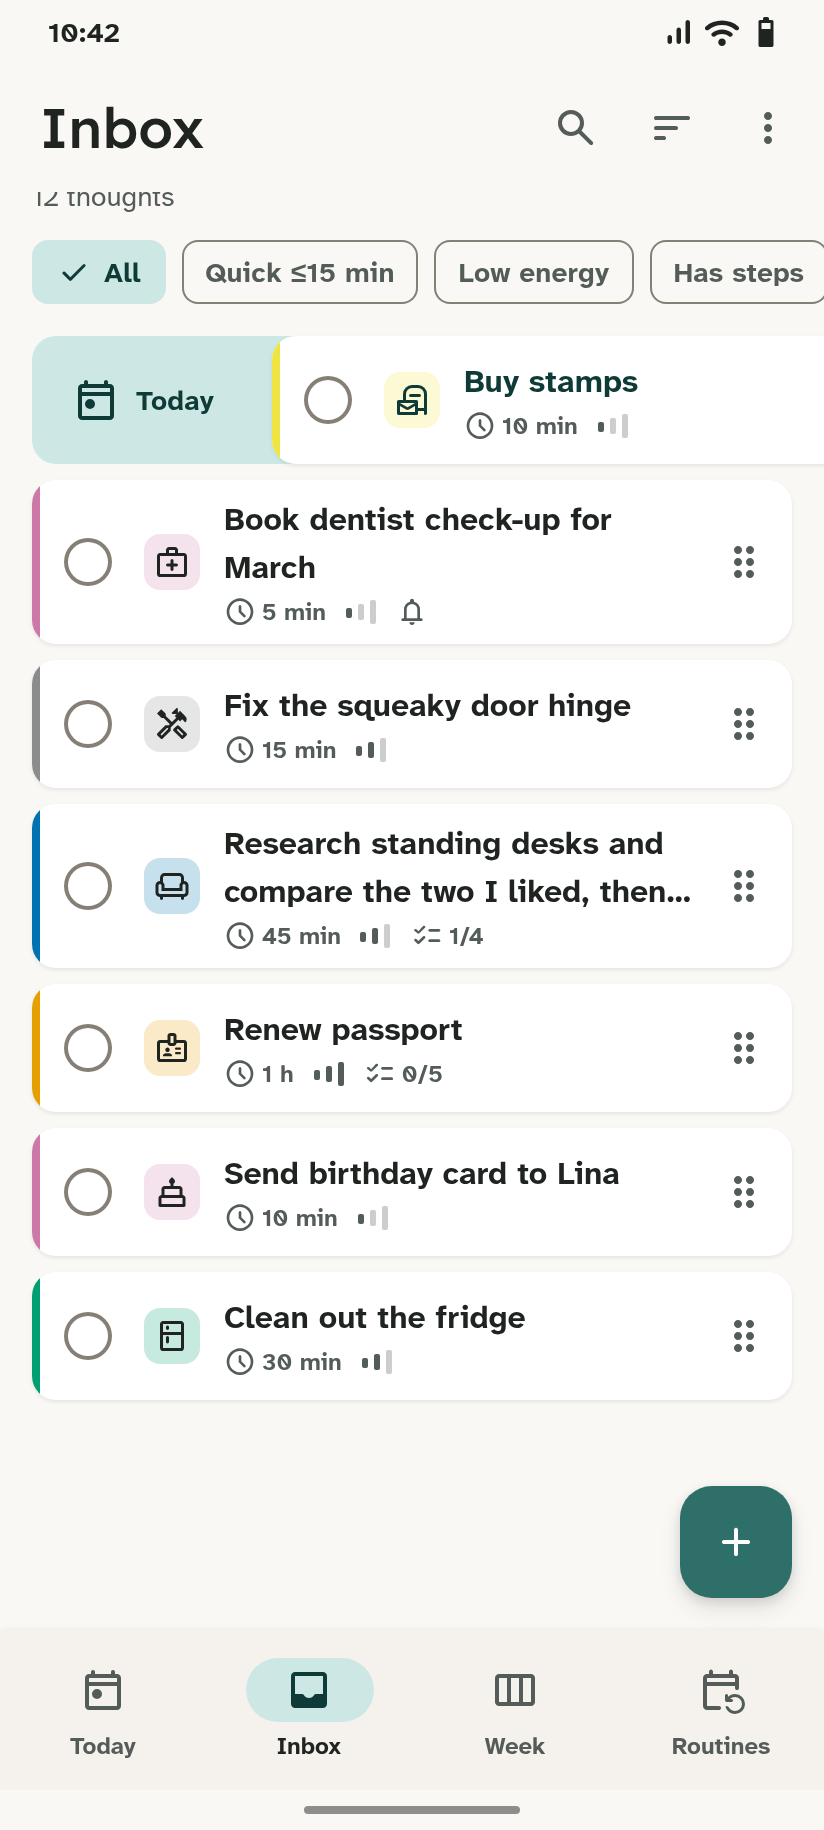 10:42
Inbox
12 thoughts
All
Quick ≤15 min
Low energy
Has steps
Today
Buy stamps
10 min
Book dentist check-up for
March
5 min
Fix the squeaky door hinge
15 min
Research standing desks and
compare the two I liked, then...
45 min
1/4
Renew passport
1 h
0/5
Send birthday card to Lina
10 min
Clean out the fridge
30 min
Today
Inbox
Week
Routines